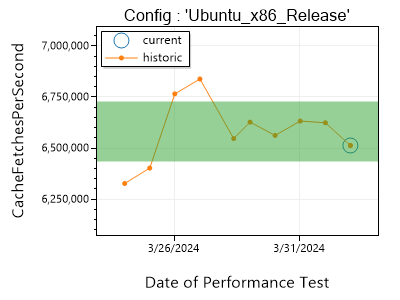 Config : 'Ubuntu_x86_Release'
current
historic
7,000,000
6,750,000
6,500,000
6,250,000
CacheFetchesPerSecond
3/26/2024
3/31/2024
Date of Performance Test